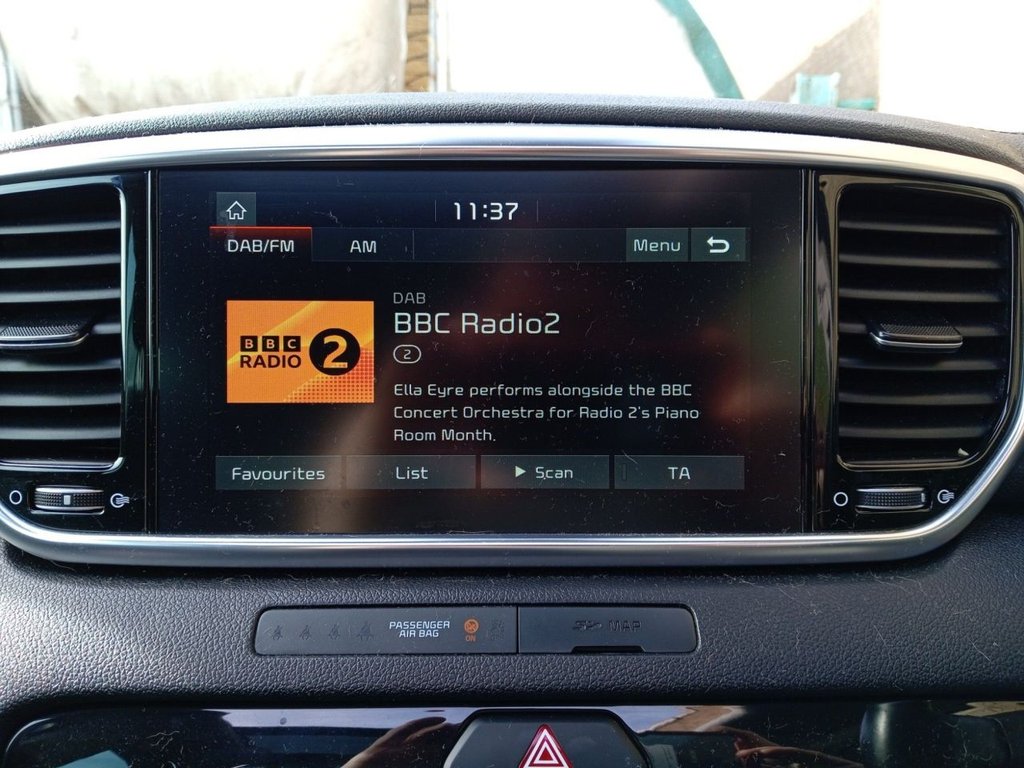 11:37
DAB/FM AM Menu
DAB
BBC Radio2
BBC
RADIO 2
2
Ella Eyre performs alongside the BBC
Concert Orchestra for Radio 2's Piano
Room Month.
Favourites List Scan TA
PASSENGER
AIR BAG
ON
MAP